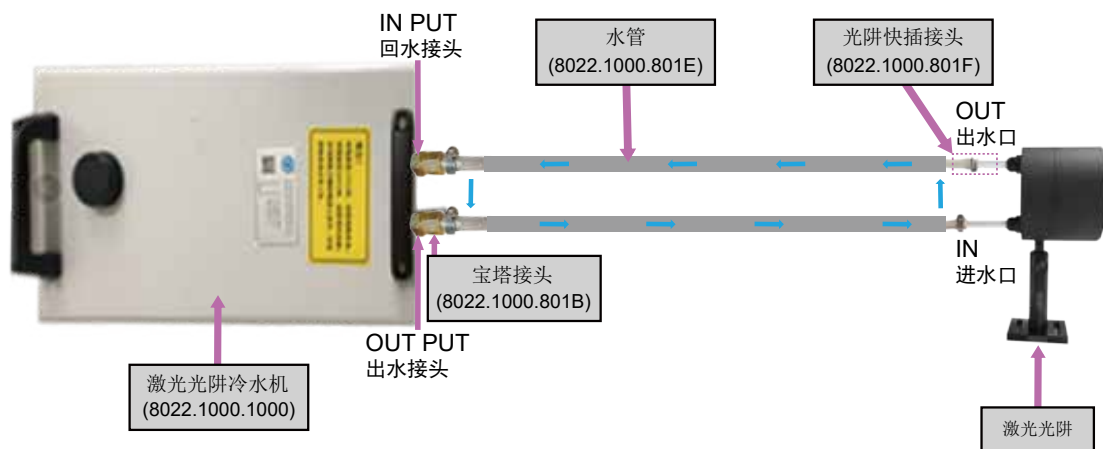 IN PUT
回水接头
水管
(8022.1000.801E)
光阱快插接头
(8022.1000.801F)
OUT
出水口
IN
进水口
宝塔接头
(8022.1000.801B)
OUT PUT
出水接头
激光光阱冷水机
(8022.1000.1000)
激光光阱